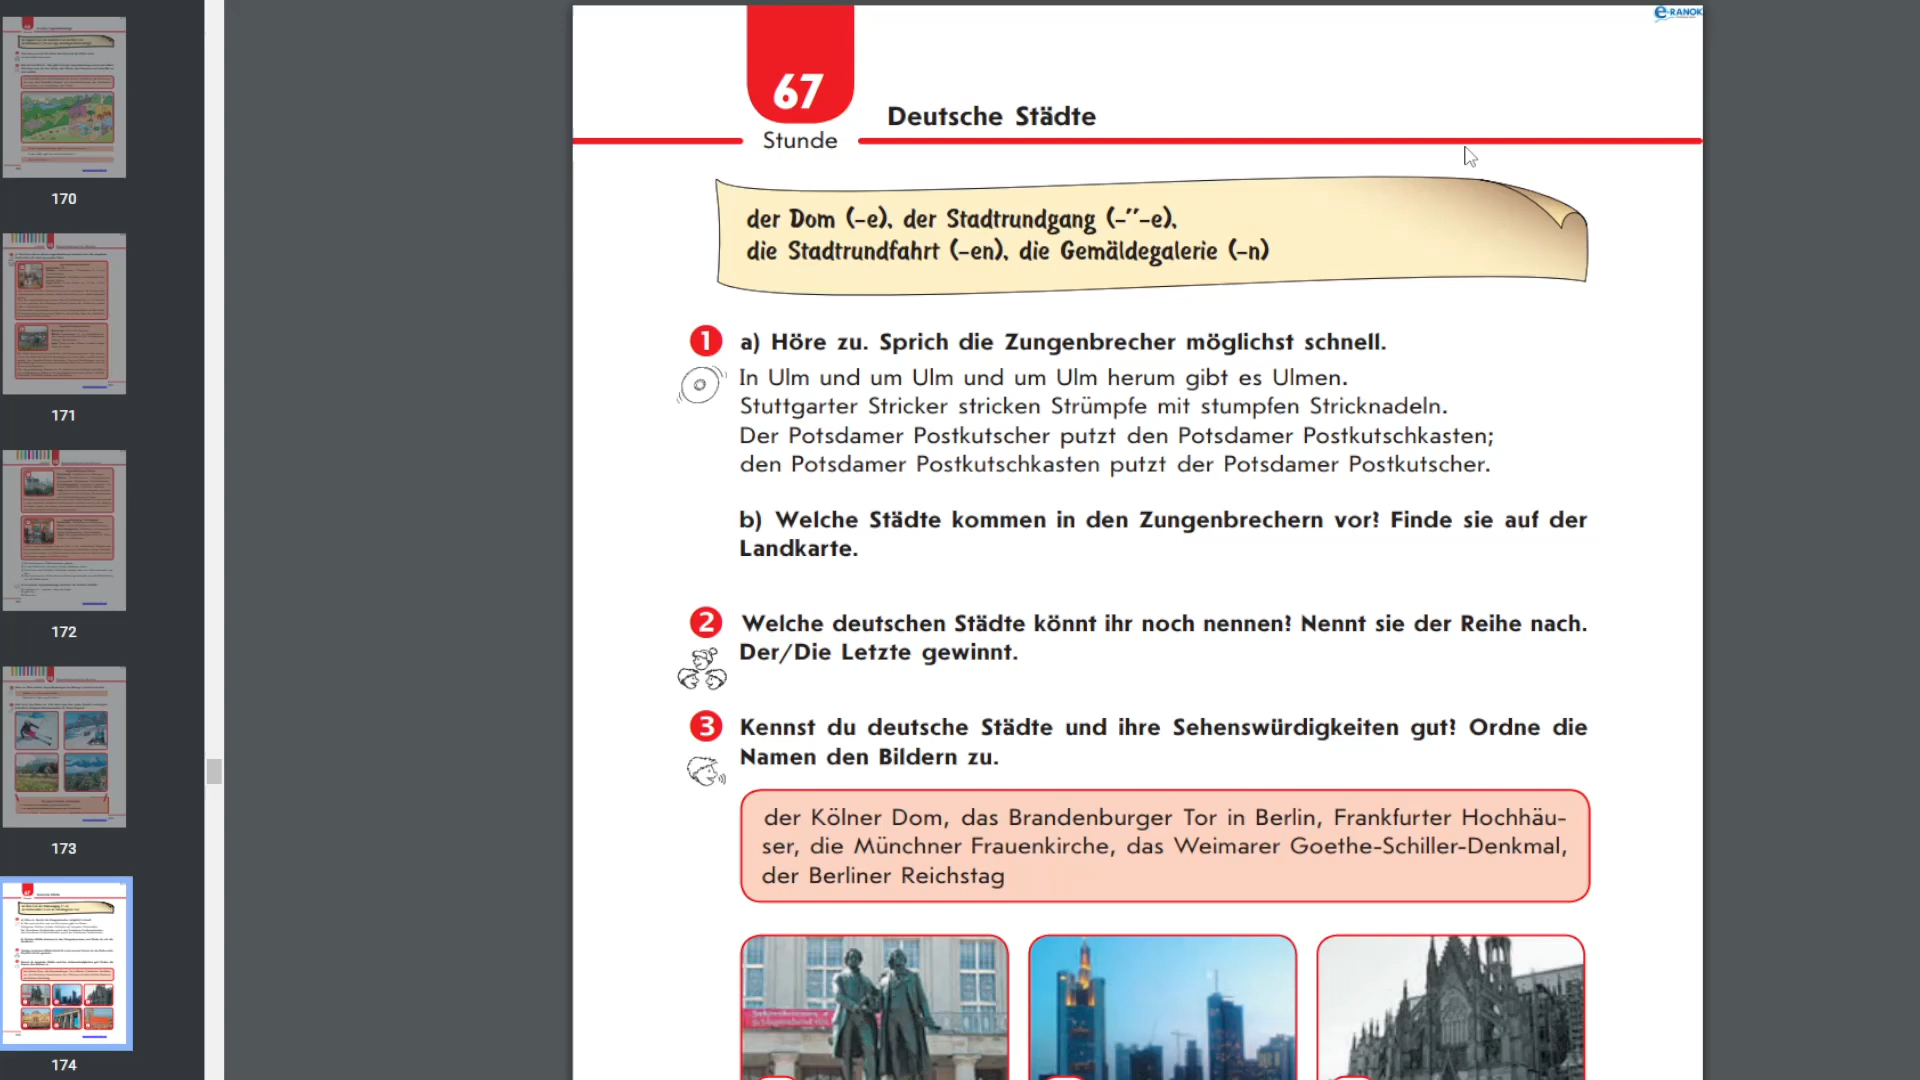 e-RANOK
67
Deutsche Städte
Stunde
der Dom (-e), der Stadtrundgang (-″-e),
die Stadtrundfahrt (-en), die Gemäldegalerie (-n)
1 a) Höre zu. Sprich die Zungenbrecher möglichst schnell.
In Ulm und um Ulm und um Ulm herum gibt es Ulmen.
Stuttgarter Stricker stricken Strümpfe mit stumpfen Stricknadeln.
Der Potsdamer Postkutscher putzt den Potsdamer Postkutschkasten;
den Potsdamer Postkutschkasten putzt der Potsdamer Postkutscher.
b) Welche Städte kommen in den Zungenbrechern vor? Finde sie auf der
Landkarte.
2 Welche deutschen Städte könnt ihr noch nennen? Nennt sie der Reihe nach.
Der/Die Letzte gewinnt.
3 Kennst du deutsche Städte und ihre Sehenswürdigkeiten gut? Ordne die
Namen den Bildern zu.
der Kölner Dom, das Brandenburger Tor in Berlin, Frankfurter Hochhäu-
ser, die Münchner Frauenkirche, das Weimarer Goethe-Schiller-Denkmal,
der Berliner Reichstag
170
171
172
173
174